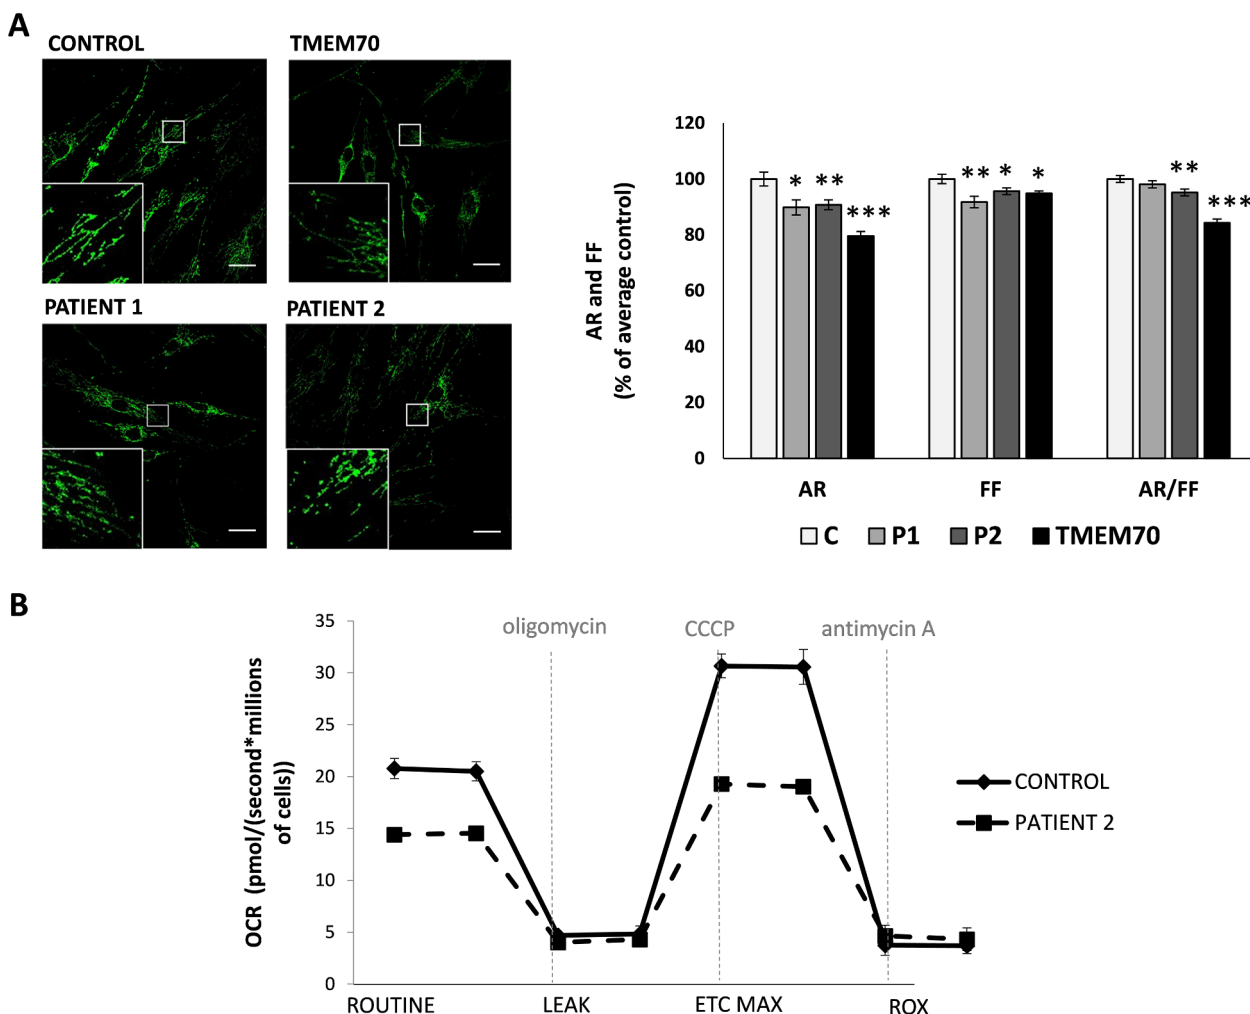 A
CONTROL
TMEM70
PATIENT 1
PATIENT 2
AR and FF
(% of average control)
120
100
80
60
40
20
0
*
**
***
**
*
*
**
***
AR
FF
AR/FF
C
P1
P2
TMEM70
B
OCR (pmol/(second*millions
of cells))
35
30
25
20
15
10
5
0
oligomycin
CCCP
antimycin A
CONTROL
PATIENT 2
ROUTINE
LEAK
ETC MAX
ROX